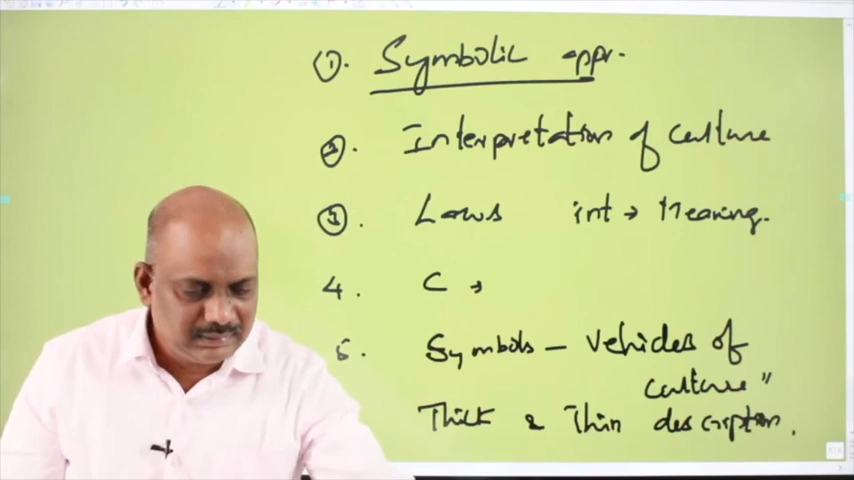 ①. Symbolic appr.
②. Interpretation of culture
③. Laws int → Meaning.
4. C →
5. Symbols – Vehicles of
culture"
Thick & Thin description.